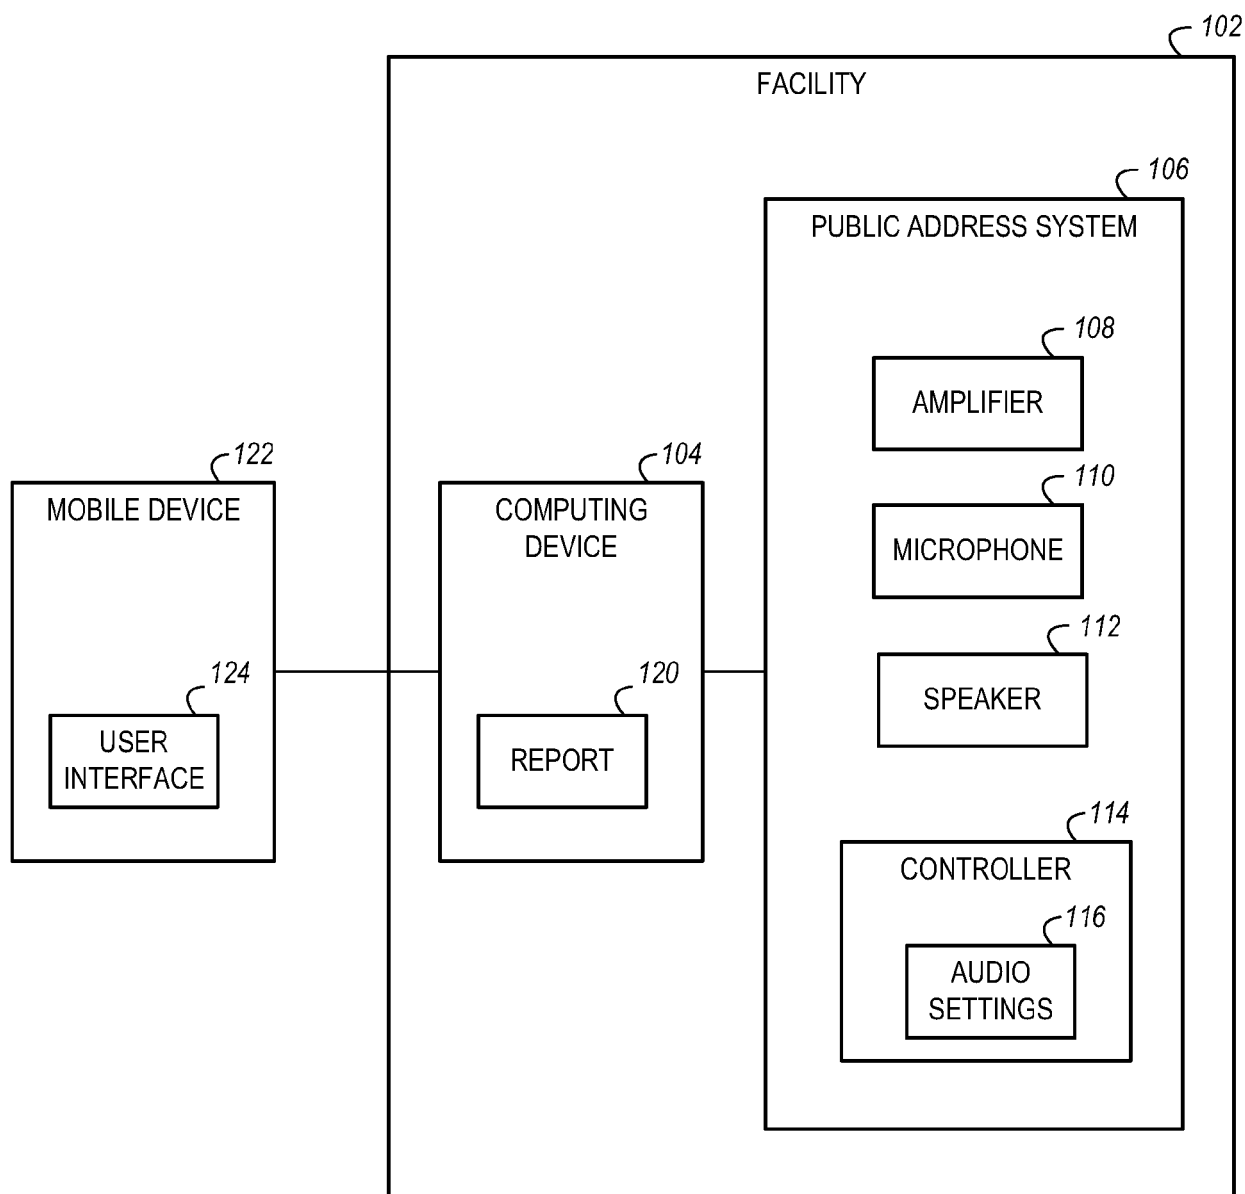 102
FACILITY
106
PUBLIC ADDRESS SYSTEM
108
AMPLIFIER
110
MICROPHONE
112
SPEAKER
114
CONTROLLER
116
AUDIO
SETTINGS
104
COMPUTING
DEVICE
120
REPORT
122
MOBILE DEVICE
124
USER
INTERFACE